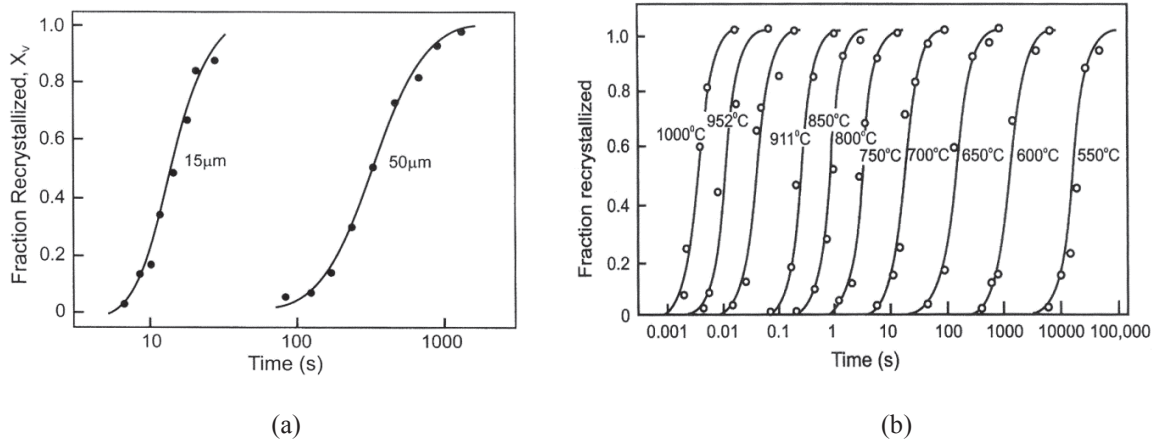 (a)
Fraction Recrystallized, Xv
1.0
0.8
0.6
0.4
0.2
0
15μm
50μm
10
100
1000
Time (s)
(a)
(b)
Fraction recrystallized
1.0
0.8
0.6
0.4
0.2
0
1000°C
952°C
911°C
850°C
800°C
750°C
700°C
650°C
600°C
550°C
0.001
0.01
0.1
1
10
100
1000
10000
100,000
Time (s)
(b)